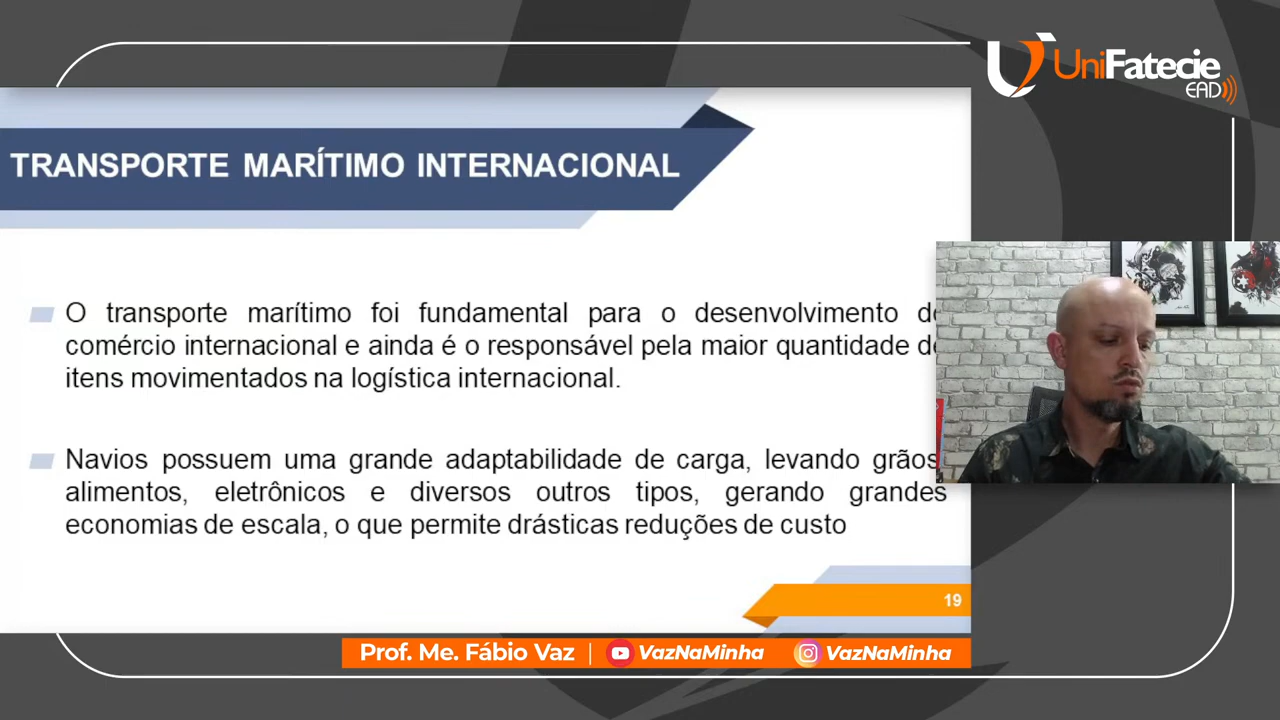 UniFatecie
EAD
TRANSPORTE MARÍTIMO INTERNACIONAL
O transporte marítimo foi fundamental para o desenvolvimento
comércio internacional e ainda é o responsável pela maior quantidade
itens movimentados na logística internacional.
Navios possuem uma grande adaptabilidade de carga, levando grãos,
alimentos, eletrônicos e diversos outros tipos, gerando grandes
economias de escala, o que permite drásticas reduções de custo
19
Prof. Me. Fábio Vaz | VazNaMinha VazNaMinha